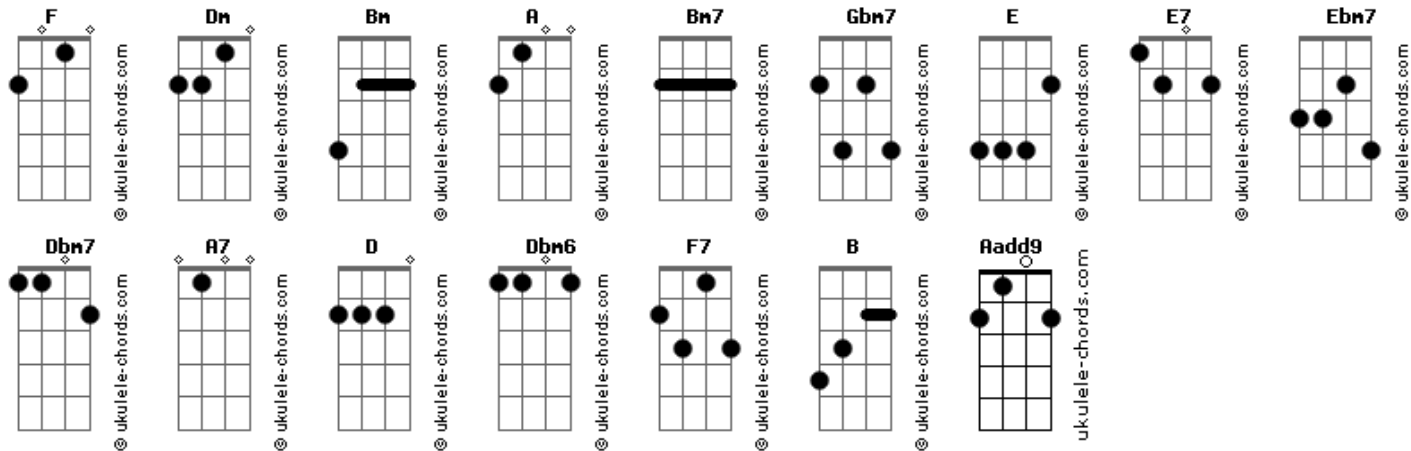 F Dm Bm A Bm7 Gbm7 E E7 Ebm7
© ukulele-chords.com © ukulele-chords.com © ukulele-chords.com © ukulele-chords.com © ukulele-chords.com © ukulele-chords.com © ukulele-chords.com © ukulele-chords.com © ukulele-chords.com
Dbm7 A7 D Dbm6 F7 B Aadd9
© ukulele-chords.com © ukulele-chords.com © ukulele-chords.com © ukulele-chords.com © ukulele-chords.com © ukulele-chords.com ukulele-chords.com